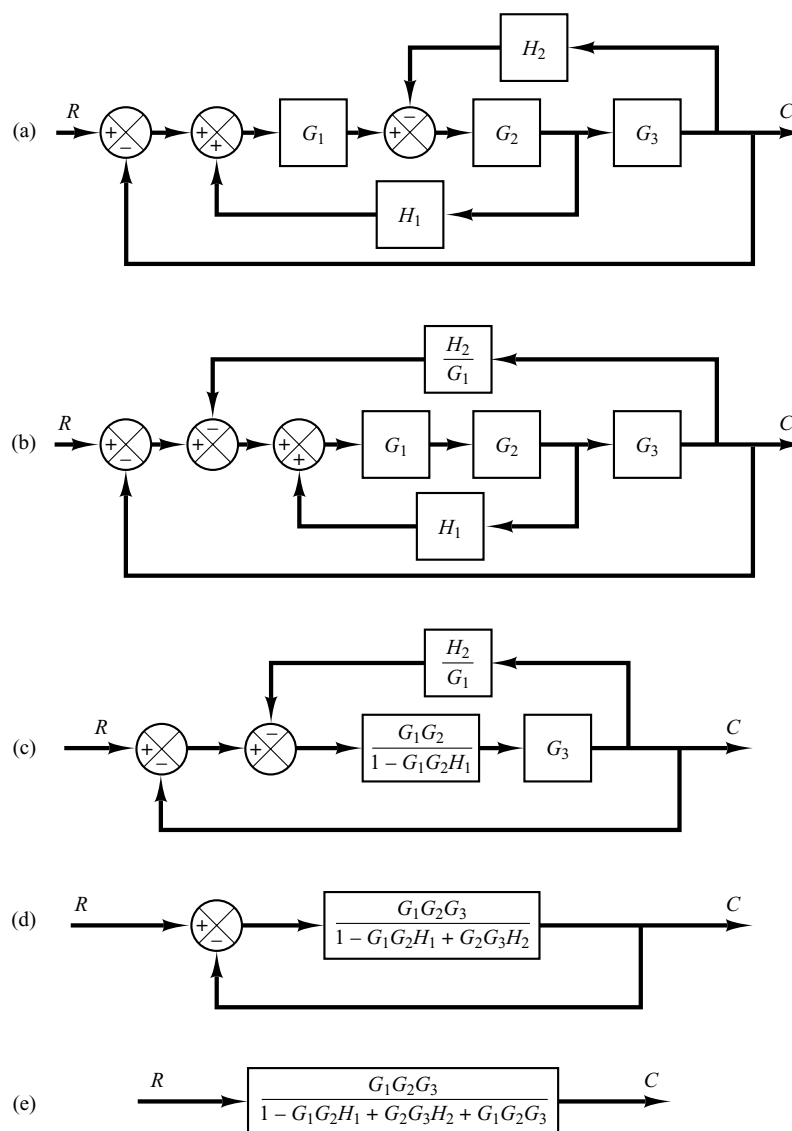 (a) R + − + + G₁ − + G₂ G₃ C
H₂
H₁
(b) R + − − + + + G₁ G₂ G₃ C
H₂ / G₁
H₁
(c) R + − − + G₁G₂ / 1 − G₁G₂H₁ G₃ C
H₂ / G₁
(d) R + − G₁G₂G₃ / 1 − G₁G₂H₁ + G₂G₃H₂ C
(e) R G₁G₂G₃ / 1 − G₁G₂H₁ + G₂G₃H₂ + G₁G₂G₃ C